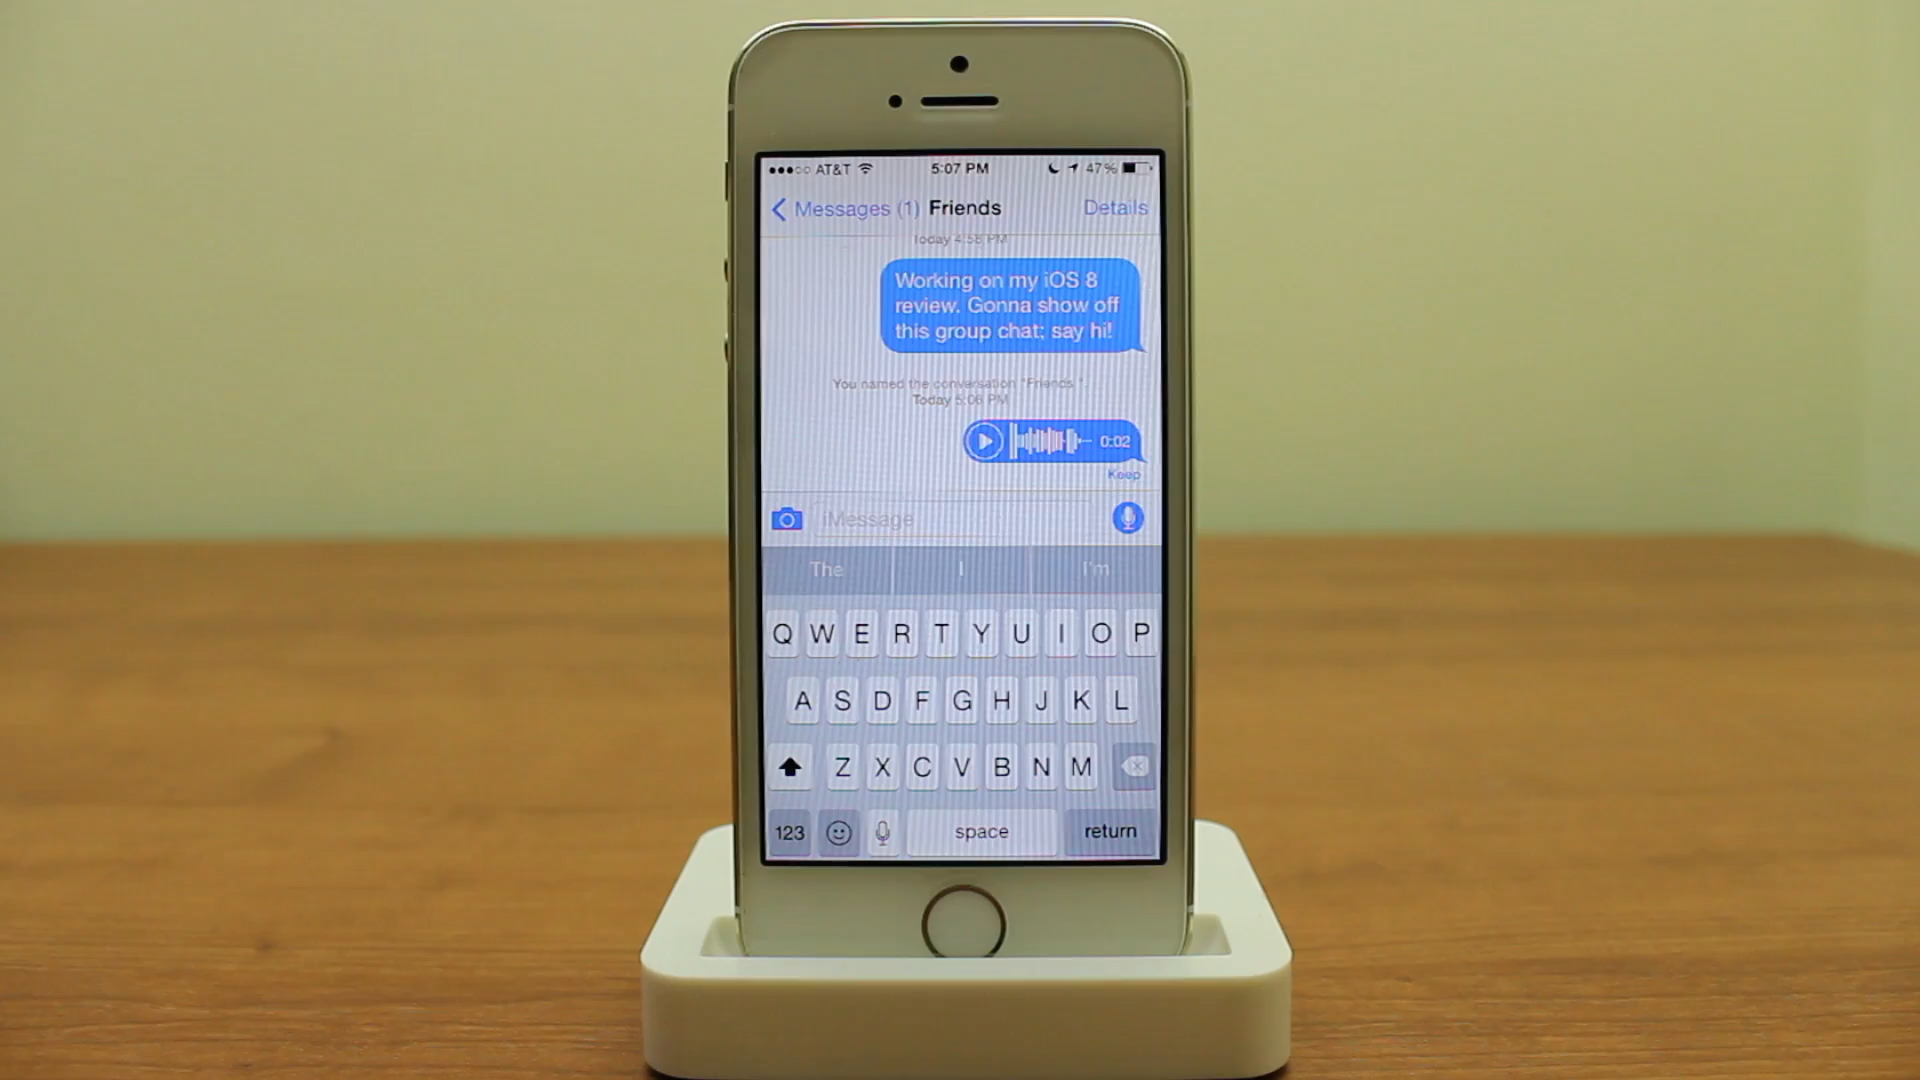 AT&T 5:07 PM 47%
Messages (1) Friends Details
Today 4:58 PM
Working on my iOS 8
review. Gonna show off
this group chat; say hi!
You named the conversation "Friends ".
Today 5:06 PM
0:02
Keep
iMessage
The I I'm
Q W E R T Y U I O P
A S D F G H J K L
Z X C V B N M
123 space return